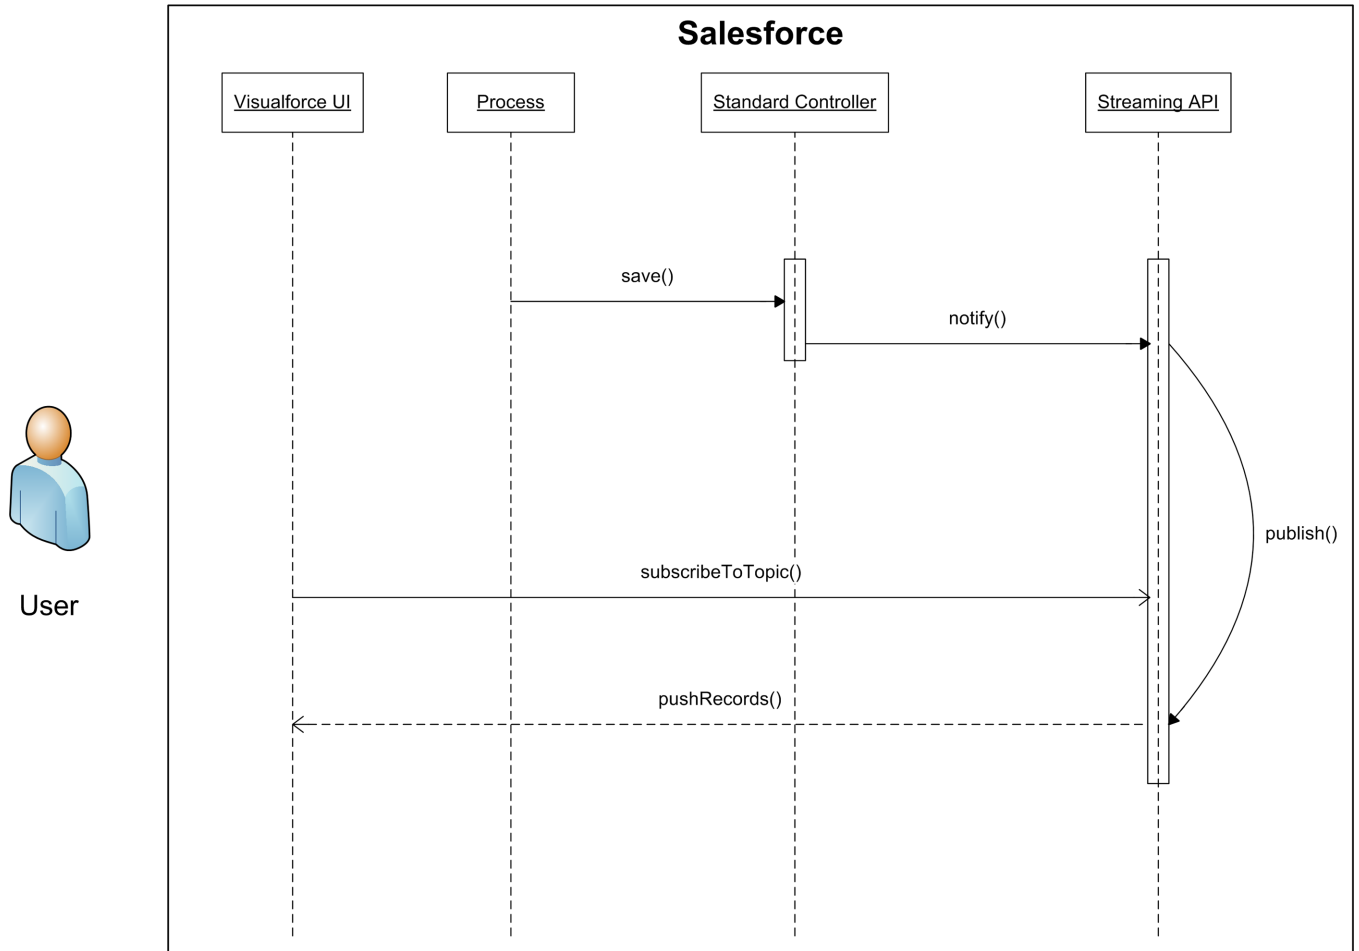 Salesforce
Visualforce UI
Process
Standard Controller
Streaming API
save()
notify()
publish()
subscribeToTopic()
User
pushRecords()